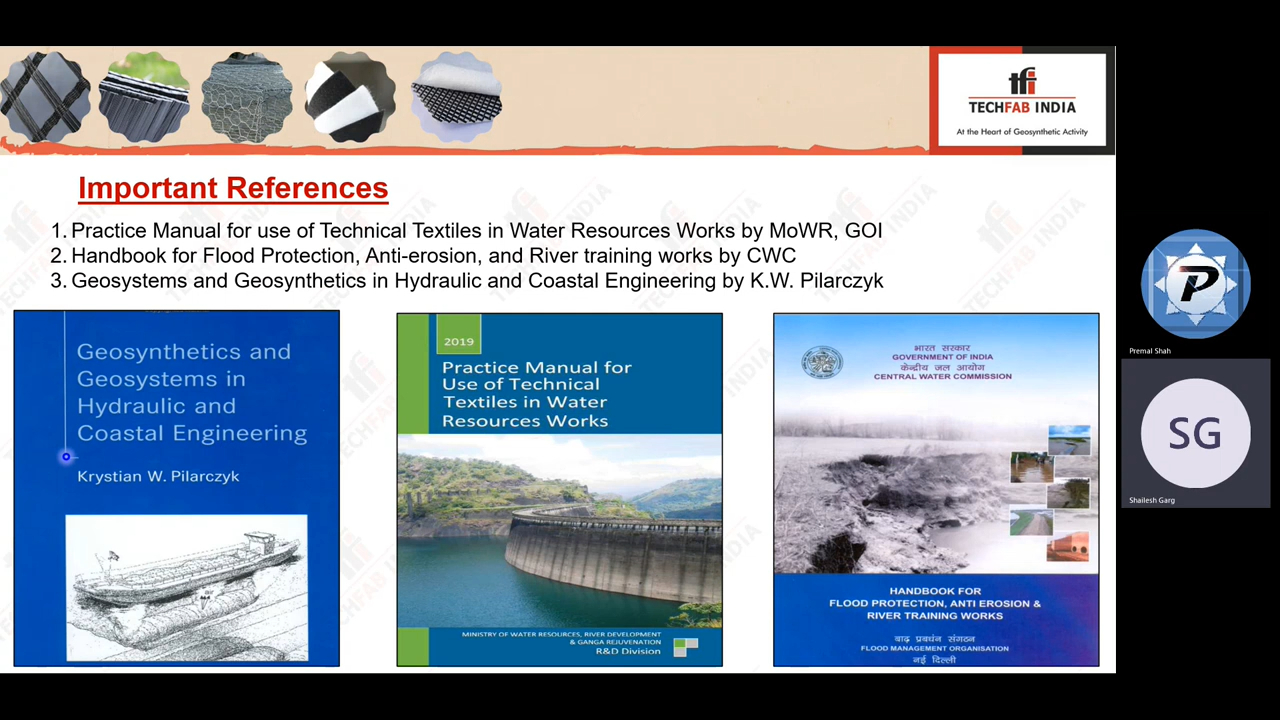 tfi
TECHFAB INDIA
At the Heart of Geosynthetic Activity
Important References
1. Practice Manual for use of Technical Textiles in Water Resources Works by MoWR, GOI
2. Handbook for Flood Protection, Anti-erosion, and River training works by CWC
3. Geosystems and Geosynthetics in Hydraulic and Coastal Engineering by K.W. Pilarczyk
Geosynthetics and
Geosystems in
Hydraulic and
Coastal Engineering
Krystian W. Pilarczyk
2019
Practice Manual for
Use of Technical
Textiles in Water
Resources Works
MINISTRY OF WATER RESOURCES, RIVER DEVELOPMENT
& GANGA REJUVENATION
R&D Division
भारत सरकार
GOVERNMENT OF INDIA
केन्द्रीय जल आयोग
CENTRAL WATER COMMISSION
HANDBOOK FOR
FLOOD PROTECTION, ANTI EROSION &
RIVER TRAINING WORKS
बाढ़ प्रबंधन संगठन
FLOOD MANAGEMENT ORGANISATION
नई दिल्ली
P
Premal Shah
SG
Shailesh Garg